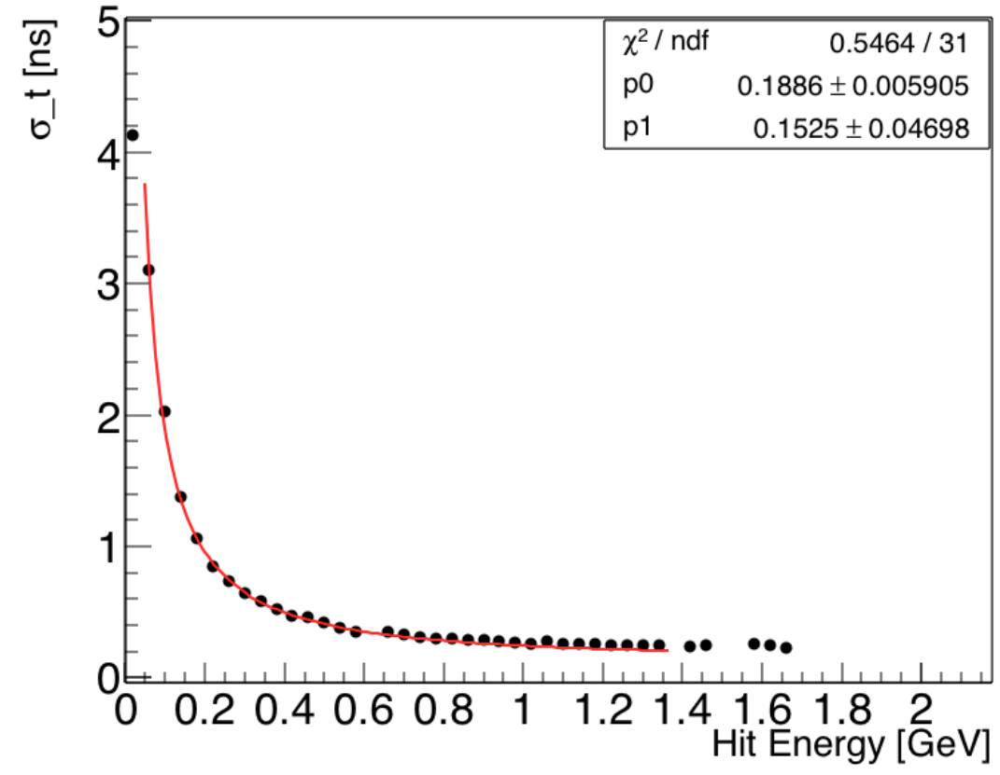 σ_t [ns]
5
4
3
2
1
0
χ² / ndf 0.5464 / 31
p0 0.1886 ± 0.005905
p1 0.1525 ± 0.04698
0 0.2 0.4 0.6 0.8 1 1.2 1.4 1.6 1.8 2
Hit Energy [GeV]